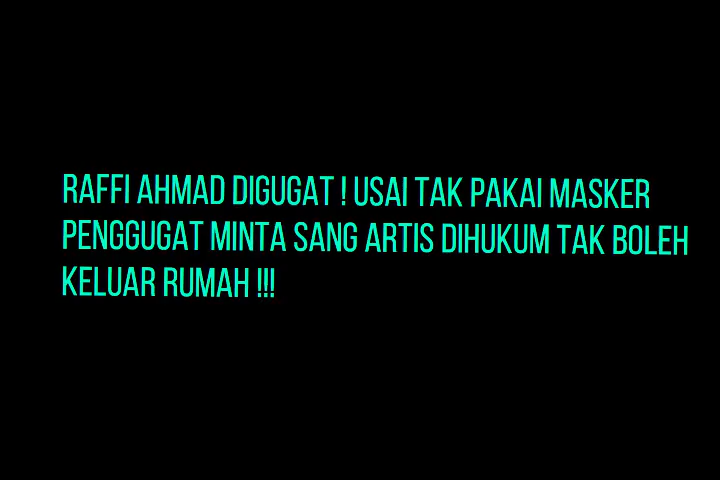 RAFFI AHMAD DIGUGAT ! USAI TAK PAKAI MASKER
PENGGUGAT MINTA SANG ARTIS DIHUKUM TAK BOLEH
KELUAR RUMAH !!!